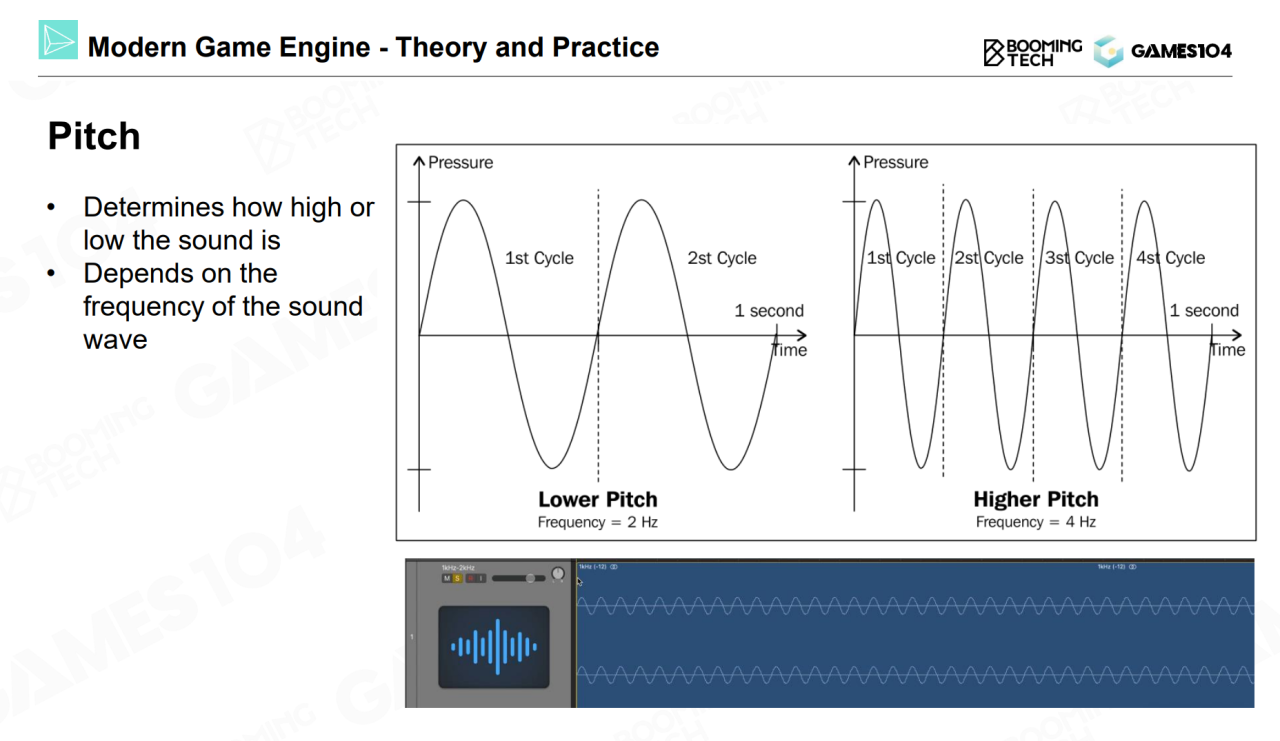 Modern Game Engine - Theory and Practice
BOOMING
TECH
GAMES104
Pitch
• Determines how high or
low the sound is
• Depends on the
frequency of the sound
wave
Pressure
1st Cycle
2st Cycle
1 second
Time
Lower Pitch
Frequency = 2 Hz
Pressure
1st Cycle
2st Cycle
3st Cycle
4st Cycle
1 second
Time
Higher Pitch
Frequency = 4 Hz
1kHz-2kHz
M S R I
1
1kHz (-12)
1kHz (-12)